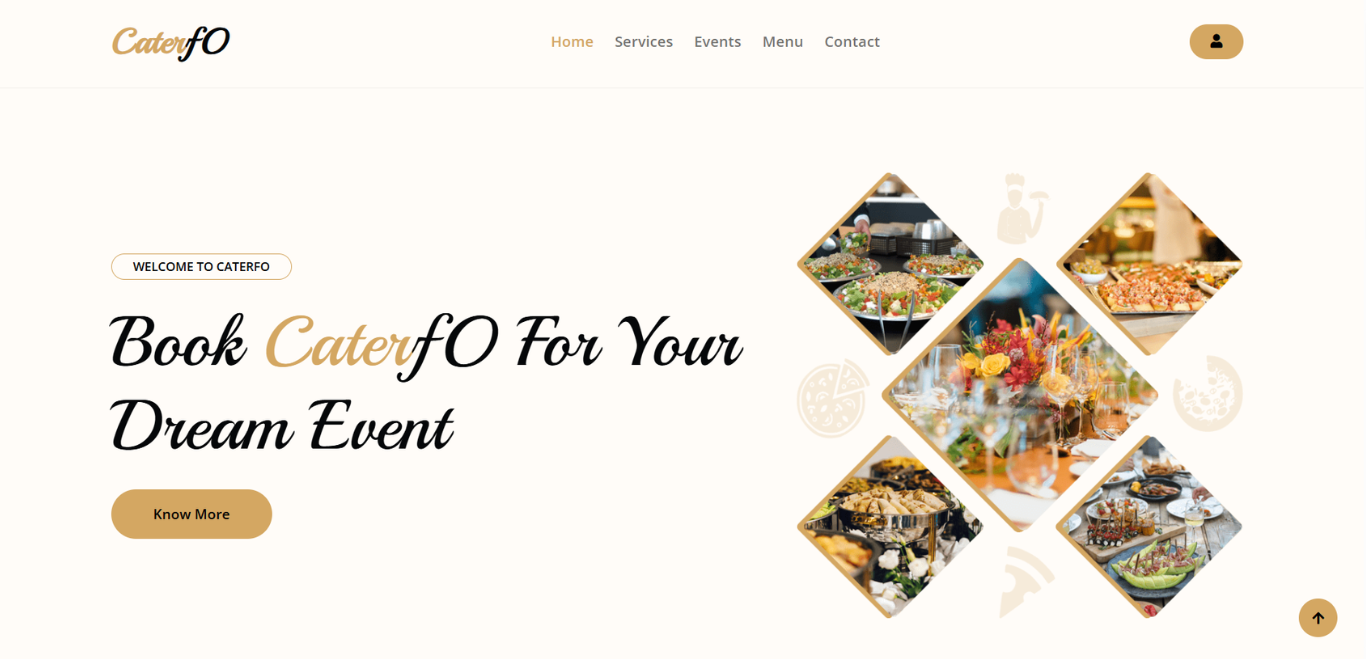 CaterfO
Home Services Events Menu Contact
WELCOME TO CATERFO
Book CaterfO For Your
Dream Event
Know More